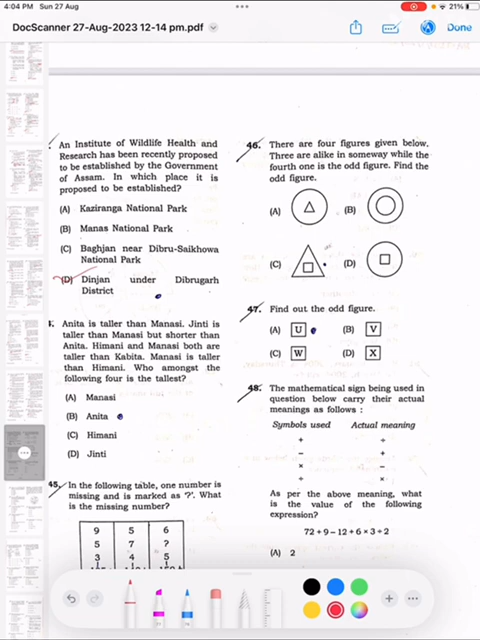 4:04 PM Sun 27 Aug
21%
DocScanner 27-Aug-2023 12-14 pm.pdf
Done
An Institute of Wildlife Health and
Research has been recently proposed
to be established by the Government
of Assam. In which place it is
proposed to be established?
(A) Kaziranga National Park
(B) Manas National Park
(C) Baghjan near Dibru-Saikhowa
National Park
(D) Dinjan under Dibrugarh
District
Anita is taller than Manasi. Jinti is
taller than Manasi but shorter than
Anita. Himani and Manasi both are
taller than Kabita. Manasi is taller
than Himani. Who amongst the
following four is the tallest?
(A) Manasi
(B) Anita
(C) Himani
(D) Jinti
45. In the following table, one number is
missing and is marked as '?'. What
is the missing number?
9 5 6
5 7 ?
3 4 5
46. There are four figures given below.
Three are alike in someway while the
fourth one is the odd figure. Find the
odd figure.
(A) (B)
(C) (D)
47. Find out the odd figure.
(A) U (B) V
(C) W (D) X
48. The mathematical sign being used in
question below carry their actual
meanings as follows :
Symbols used Actual meaning
+ ÷
− +
× −
÷ ×
As per the above meaning, what
is the value of the following
expression?
72 + 9 − 12 + 6 × 3 ÷ 2
(A) 2